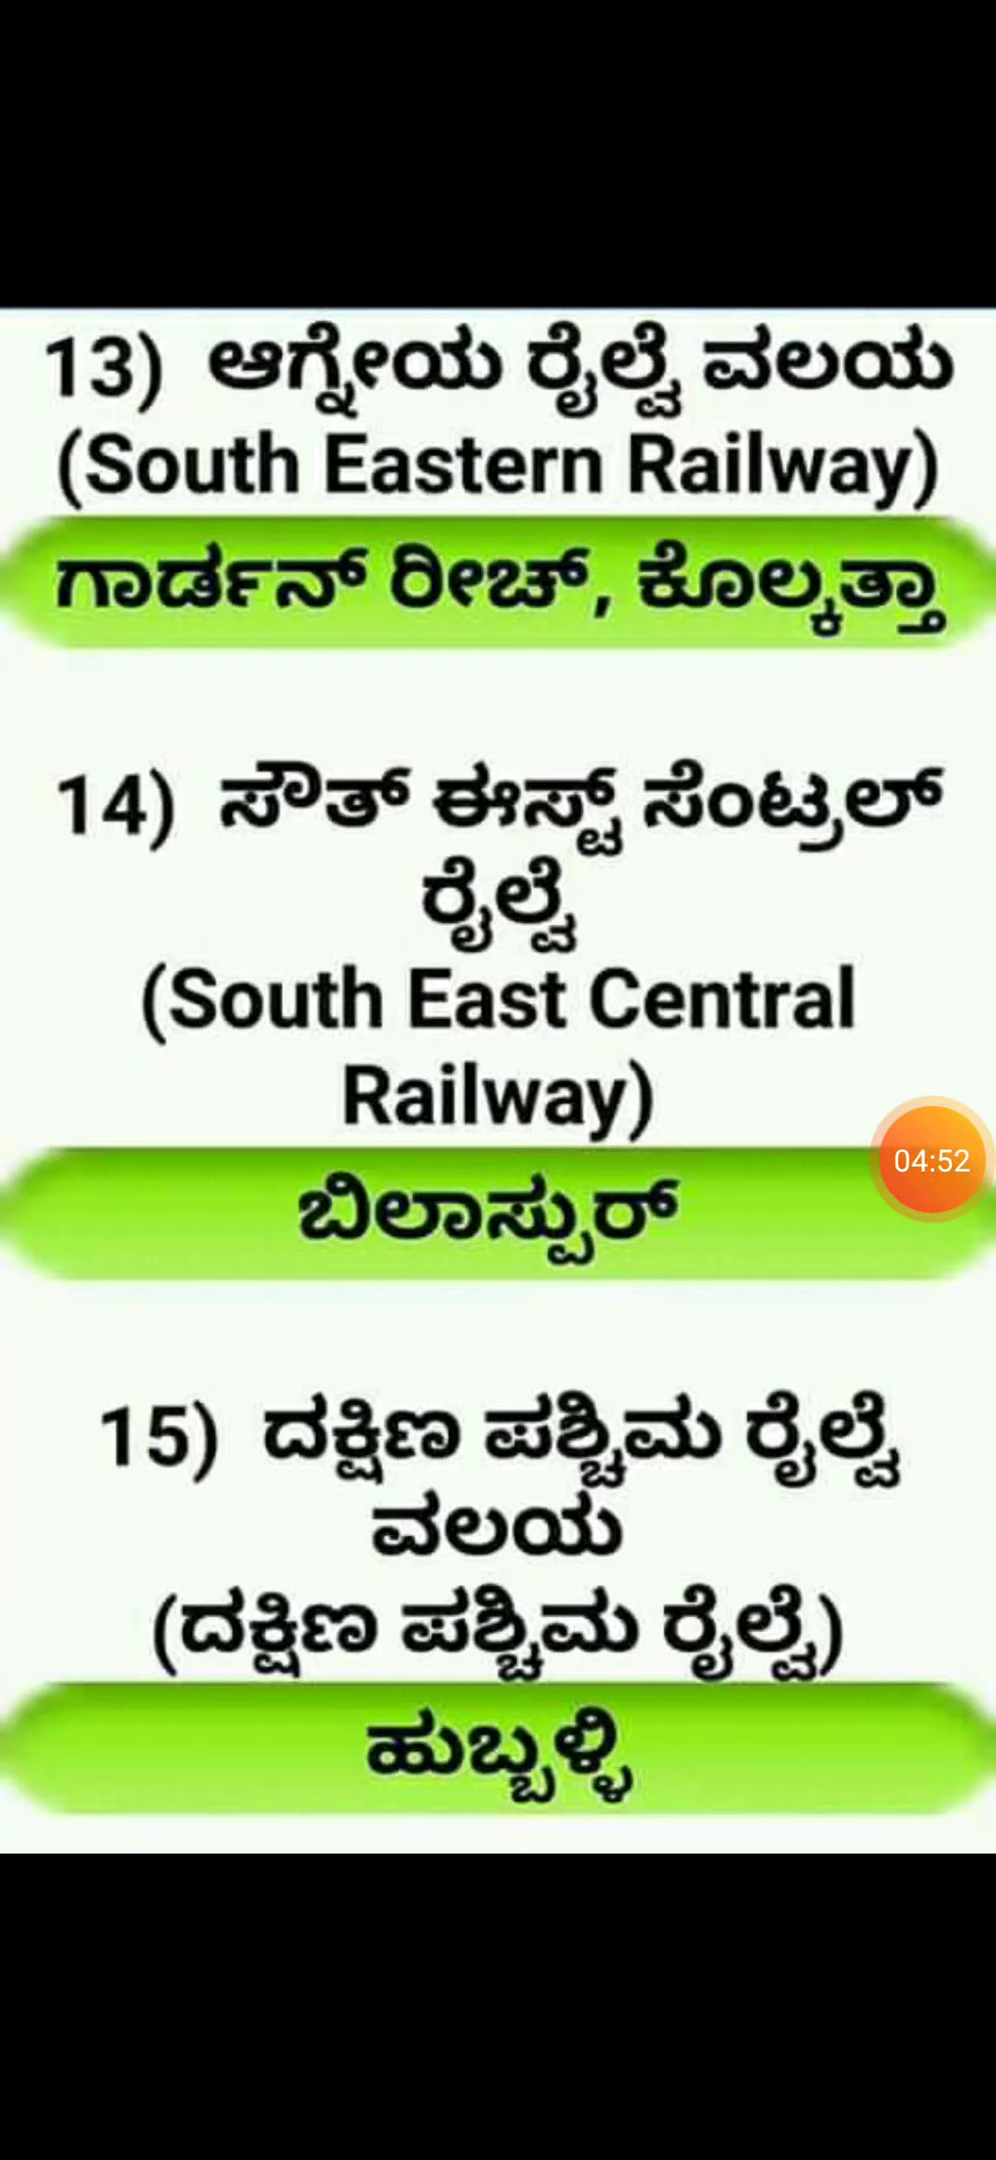 13) ಆಗ್ನೇಯ ರೈಲ್ವೆ ವಲಯ
(South Eastern Railway)
ಗಾರ್ಡನ್ ರೀಚ್, ಕೊಲ್ಕತ್ತಾ
14) ಸೌತ್ ಈಸ್ಟ್ ಸೆಂಟ್ರಲ್
ರೈಲ್ವೆ
(South East Central
Railway)
04:52
ಬಿಲಾಸ್ಪುರ್
15) ದಕ್ಷಿಣ ಪಶ್ಚಿಮ ರೈಲ್ವೆ
ವಲಯ
(ದಕ್ಷಿಣ ಪಶ್ಚಿಮ ರೈಲ್ವೆ)
ಹುಬ್ಬಳ್ಳಿ